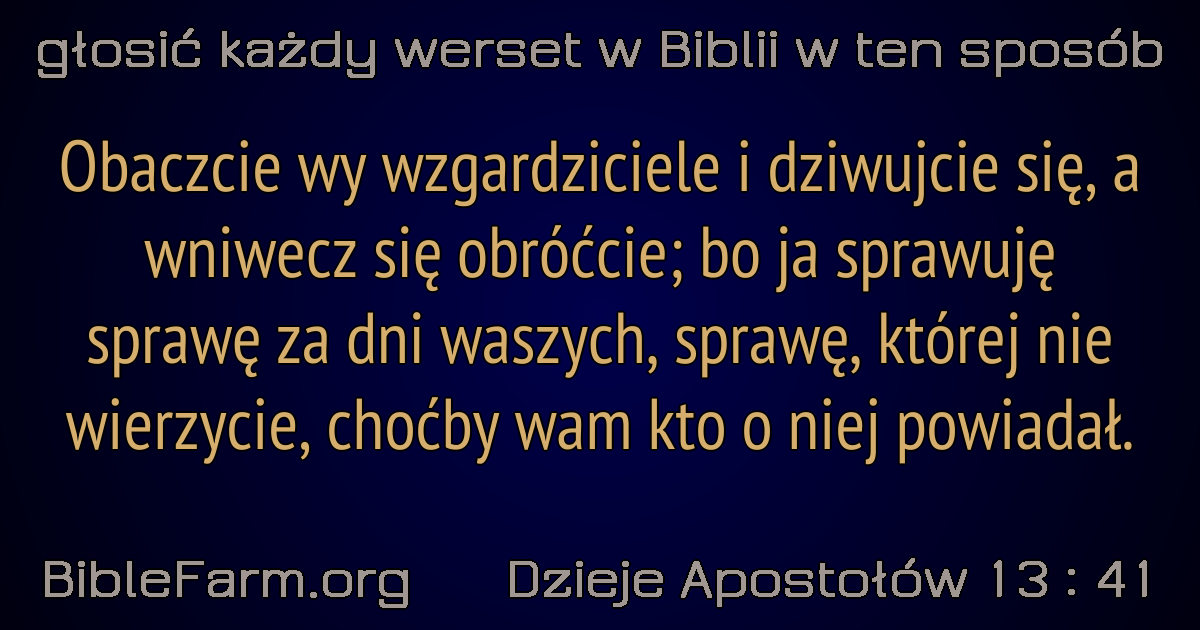 głosić każdy werset w Biblii w ten sposób
Obaczcie wy wzgardziciele i dziwujcie się, a
wniwecz się obróćcie; bo ja sprawuję
sprawę za dni waszych, sprawę, której nie
wierzycie, choćby wam kto o niej powiadał.
BibleFarm.org Dzieje Apostołów 13 : 41